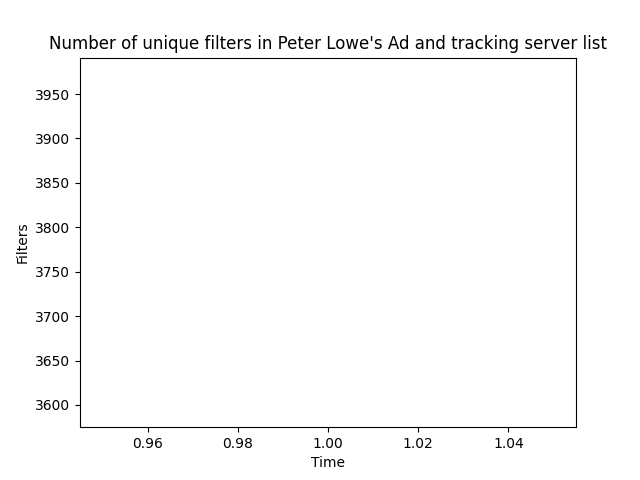 Number of unique filters in Peter Lowe's Ad and tracking server list
3950
3900
3850
3800
3750
3700
3650
3600
Filters
0.96 0.98 1.00 1.02 1.04
Time